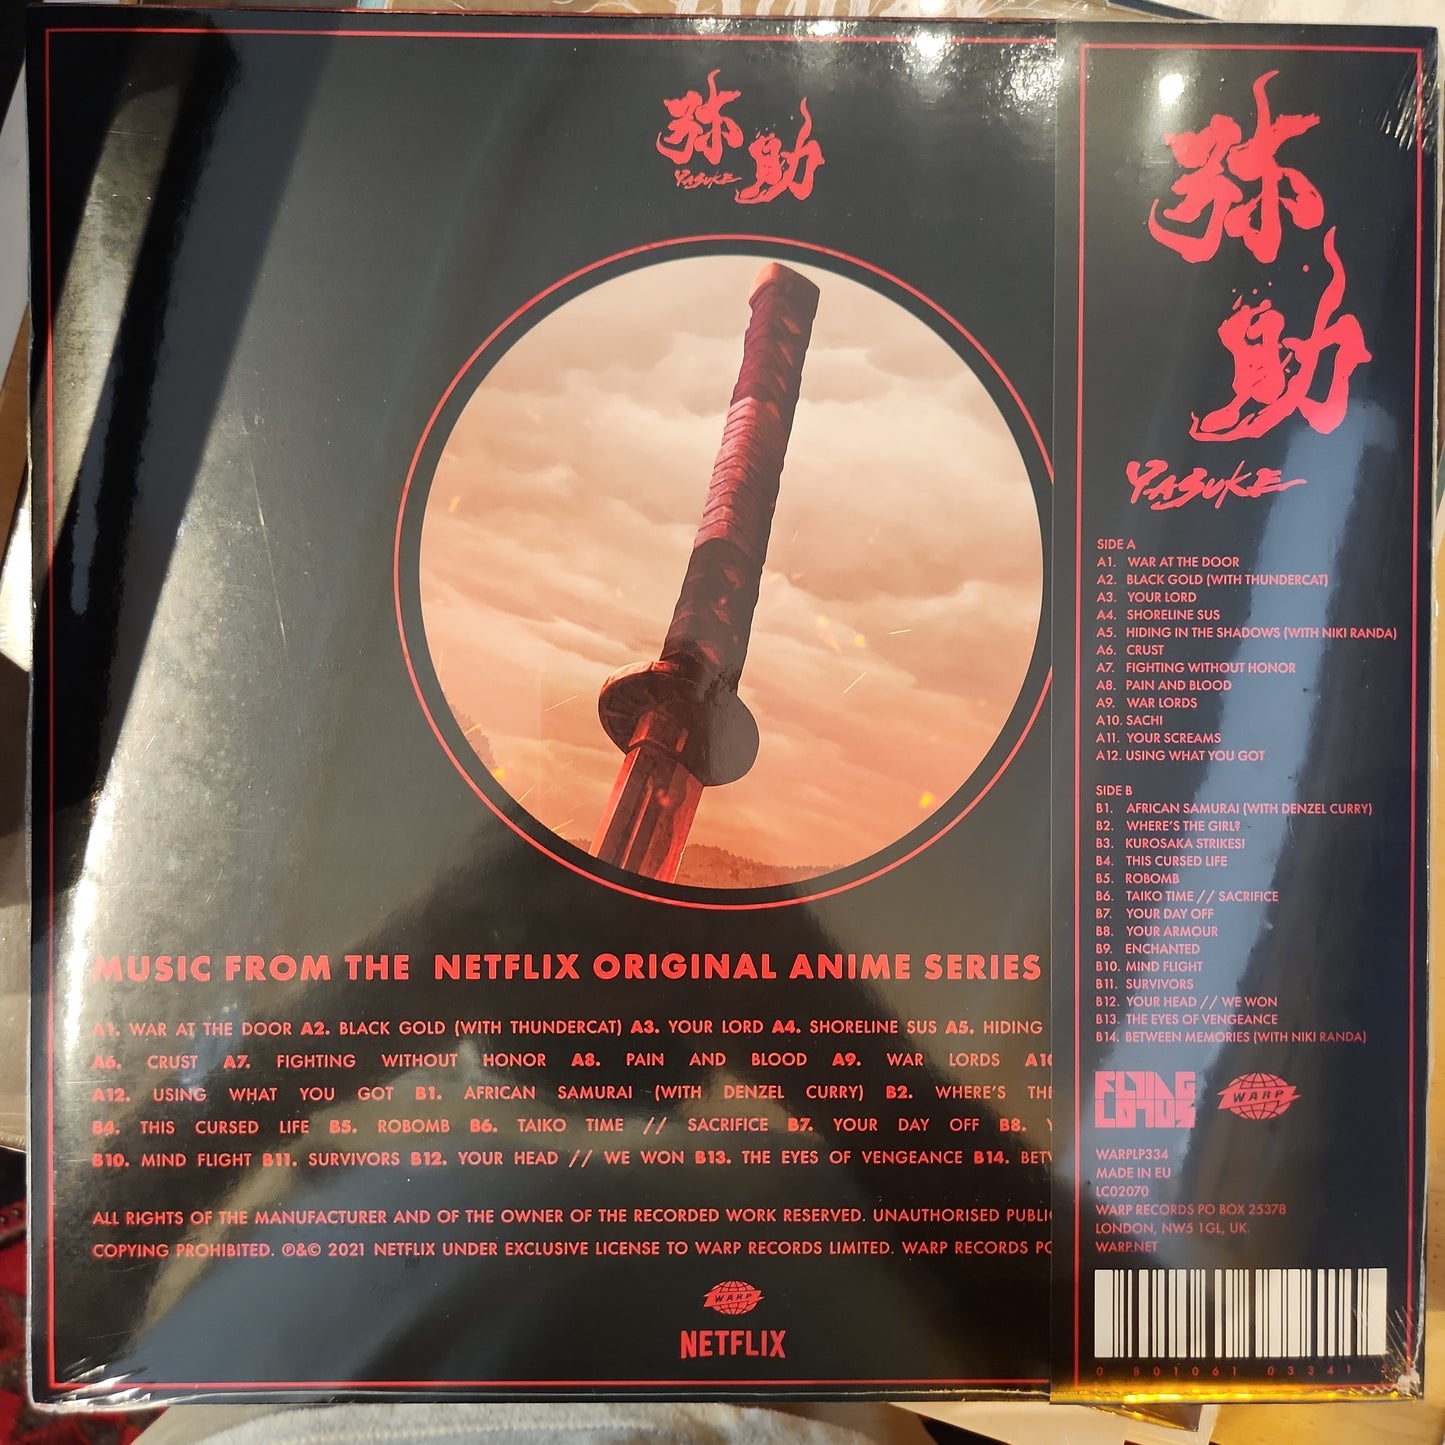 弥
助
YASUKE
MUSIC FROM THE NETFLIX ORIGINAL ANIME SERIES
A1. WAR AT THE DOOR A2. BLACK GOLD (WITH THUNDERCAT) A3. YOUR LORD A4. SHORELINE SUS A5. HIDING
A6. CRUST A7. FIGHTING WITHOUT HONOR A8. PAIN AND BLOOD A9. WAR LORDS
A12. USING WHAT YOU GOT B1. AFRICAN SAMURAI (WITH DENZEL CURRY) B2. WHERE'S THE
B4. THIS CURSED LIFE B5. ROBOMB B6. TAIKO TIME // SACRIFICE B7. YOUR DAY OFF B8.
B10. MIND FLIGHT B11. SURVIVORS B12. YOUR HEAD // WE WON B13. THE EYES OF VENGEANCE B14.
ALL RIGHTS OF THE MANUFACTURER AND OF THE OWNER OF THE RECORDED WORK RESERVED. UNAUTHORISED
COPYING PROHIBITED. ℗&© 2021 NETFLIX UNDER EXCLUSIVE LICENSE TO WARP RECORDS LIMITED. WARP RECORDS
WARP
NETFLIX
弥
助
YASUKE
SIDE A
A1. WAR AT THE DOOR
A2. BLACK GOLD (WITH THUNDERCAT)
A3. YOUR LORD
A4. SHORELINE SUS
A5. HIDING IN THE SHADOWS (WITH NIKI RANDA)
A6. CRUST
A7. FIGHTING WITHOUT HONOR
A8. PAIN AND BLOOD
A9. WAR LORDS
A10. SACHI
A11. YOUR SCREAMS
A12. USING WHAT YOU GOT
SIDE B
B1. AFRICAN SAMURAI (WITH DENZEL CURRY)
B2. WHERE'S THE GIRL?
B3. KUROSAKA STRIKES!
B4. THIS CURSED LIFE
B5. ROBOMB
B6. TAIKO TIME // SACRIFICE
B7. YOUR DAY OFF
B8. YOUR ARMOUR
B9. ENCHANTED
B10. MIND FLIGHT
B11. SURVIVORS
B12. YOUR HEAD // WE WON
B13. THE EYES OF VENGEANCE
B14. BETWEEN MEMORIES (WITH NIKI RANDA)
FLYING
LOTUS
WARP
WARPLP334
MADE IN EU
LC02070
WARP RECORDS PO BOX 25378
LONDON, NW5 1GL, UK.
WARP.NET
0 801061 03341 5